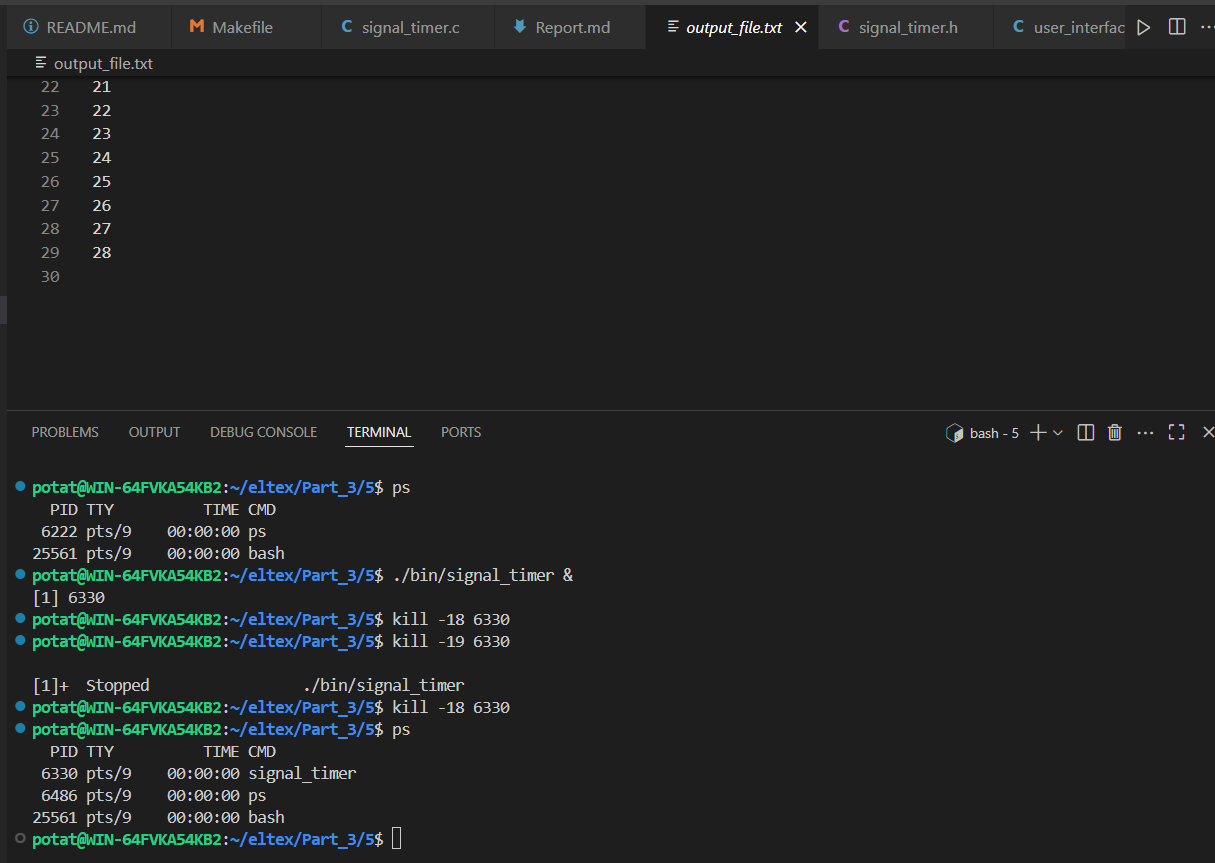 README.md Makefile signal_timer.c Report.md output_file.txt signal_timer.h user_interfac
output_file.txt
22 21
23 22
24 23
25 24
26 25
27 26
28 27
29 28
30
PROBLEMS OUTPUT DEBUG CONSOLE TERMINAL PORTS bash - 5
potat@WIN-64FVKA54KB2:~/eltex/Part_3/5$ ps
PID TTY TIME CMD
6222 pts/9 00:00:00 ps
25561 pts/9 00:00:00 bash
potat@WIN-64FVKA54KB2:~/eltex/Part_3/5$ ./bin/signal_timer &
[1] 6330
potat@WIN-64FVKA54KB2:~/eltex/Part_3/5$ kill -18 6330
potat@WIN-64FVKA54KB2:~/eltex/Part_3/5$ kill -19 6330
[1]+ Stopped ./bin/signal_timer
potat@WIN-64FVKA54KB2:~/eltex/Part_3/5$ kill -18 6330
potat@WIN-64FVKA54KB2:~/eltex/Part_3/5$ ps
PID TTY TIME CMD
6330 pts/9 00:00:00 signal_timer
6486 pts/9 00:00:00 ps
25561 pts/9 00:00:00 bash
potat@WIN-64FVKA54KB2:~/eltex/Part_3/5$